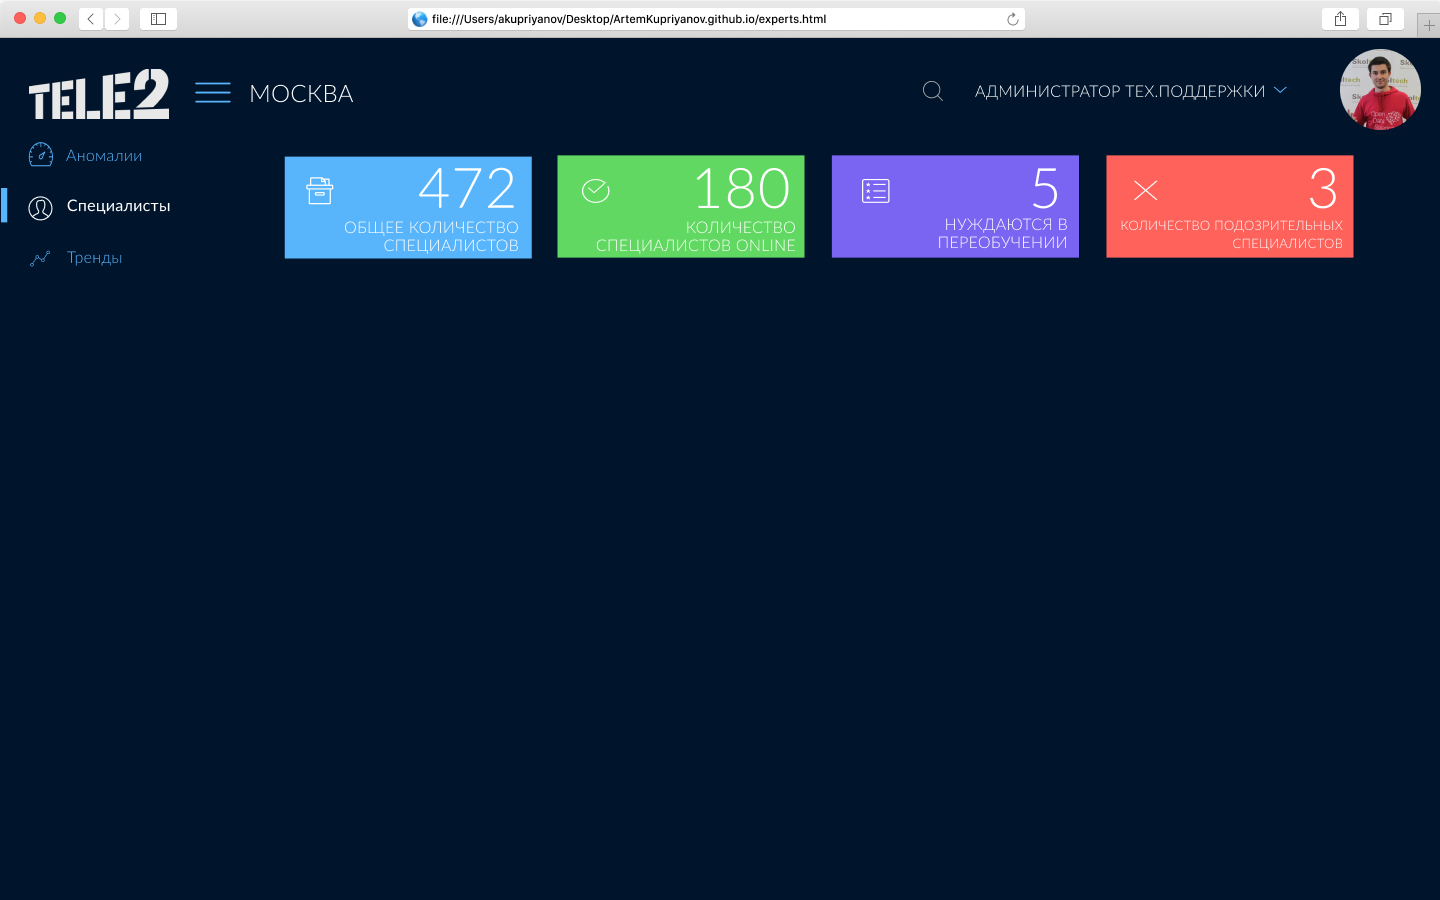 file:///Users/akupriyanov/Desktop/ArtemKupriyanov.github.io/experts.html
TELE2
МОСКВА
АДМИНИСТРАТОР ТЕХ.ПОДДЕРЖКИ
Аномалии
Специалисты
Тренды
472
ОБЩЕЕ КОЛИЧЕСТВО
СПЕЦИАЛИСТОВ
180
КОЛИЧЕСТВО
СПЕЦИАЛИСТОВ ONLINE
5
НУЖДАЮТСЯ В
ПЕРЕОБУЧЕНИИ
3
КОЛИЧЕСТВО ПОДОЗРИТЕЛЬНЫХ
СПЕЦИАЛИСТОВ